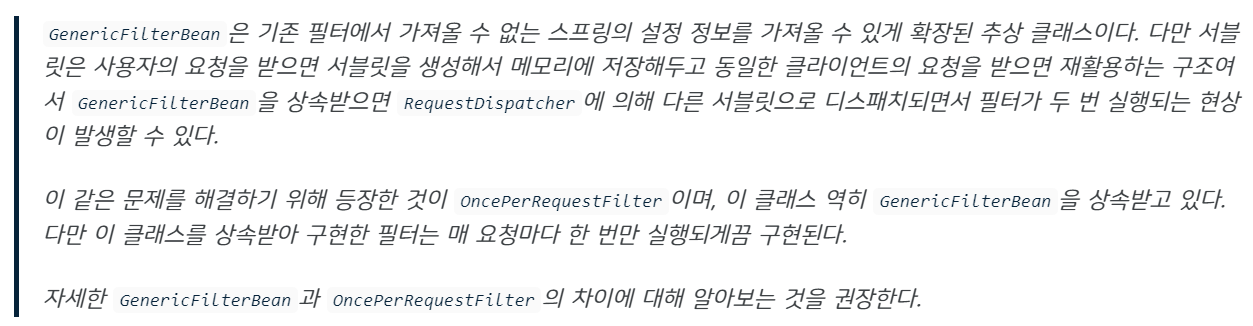 GenericFilterBean 은 기존 필터에서 가져올 수 없는 스프링의 설정 정보를 가져올 수 있게 확장된 추상 클래스이다. 다만 서블
릿은 사용자의 요청을 받으면 서블릿을 생성해서 메모리에 저장해두고 동일한 클라이언트의 요청을 받으면 재활용하는 구조여
서 GenericFilterBean 을 상속받으면 RequestDispatcher 에 의해 다른 서블릿으로 디스패치되면서 필터가 두 번 실행되는 현상
이 발생할 수 있다.
이 같은 문제를 해결하기 위해 등장한 것이 OncePerRequestFilter 이며, 이 클래스 역히 GenericFilterBean 을 상속받고 있다.
다만 이 클래스를 상속받아 구현한 필터는 매 요청마다 한 번만 실행되게끔 구현된다.
자세한 GenericFilterBean 과 OncePerRequestFilter 의 차이에 대해 알아보는 것을 권장한다.